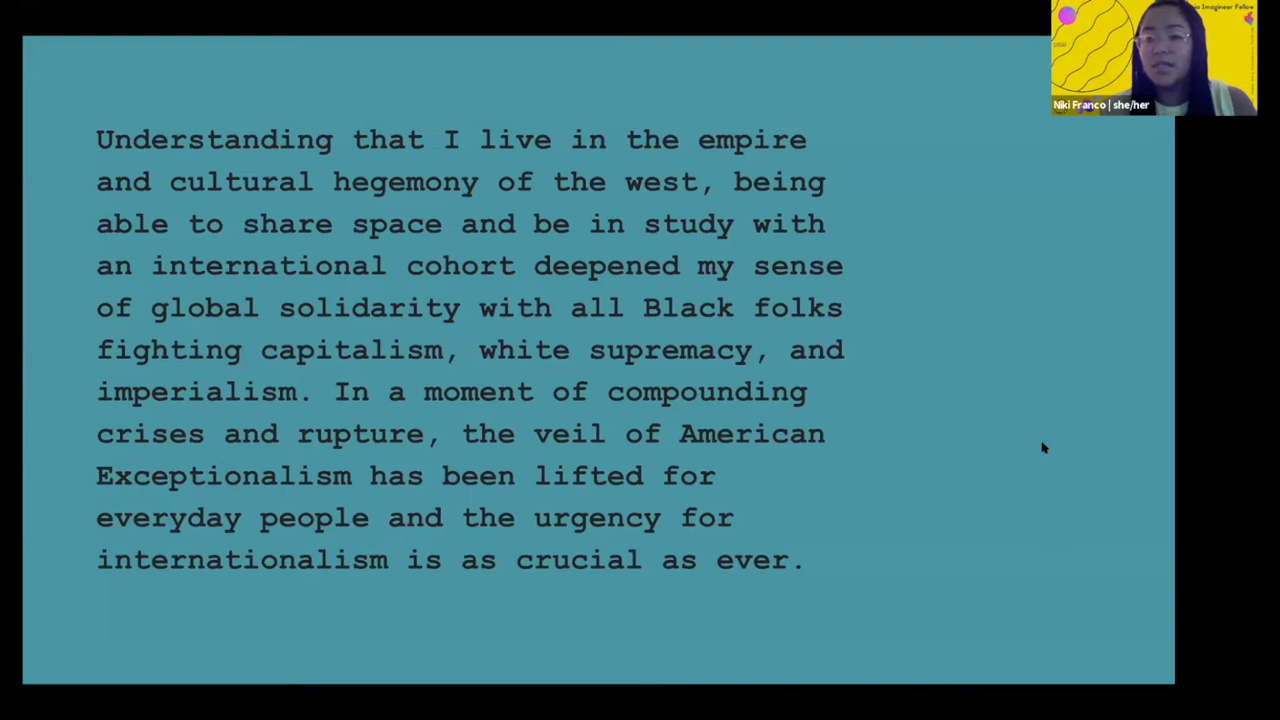 Understanding that I live in the empire
and cultural hegemony of the west, being
able to share space and be in study with
an international cohort deepened my sense
of global solidarity with all Black folks
fighting capitalism, white supremacy, and
imperialism. In a moment of compounding
crises and rupture, the veil of American
Exceptionalism has been lifted for
everyday people and the urgency for
internationalism is as crucial as ever.
Imagineer Fellow
Niki Franco | she/her